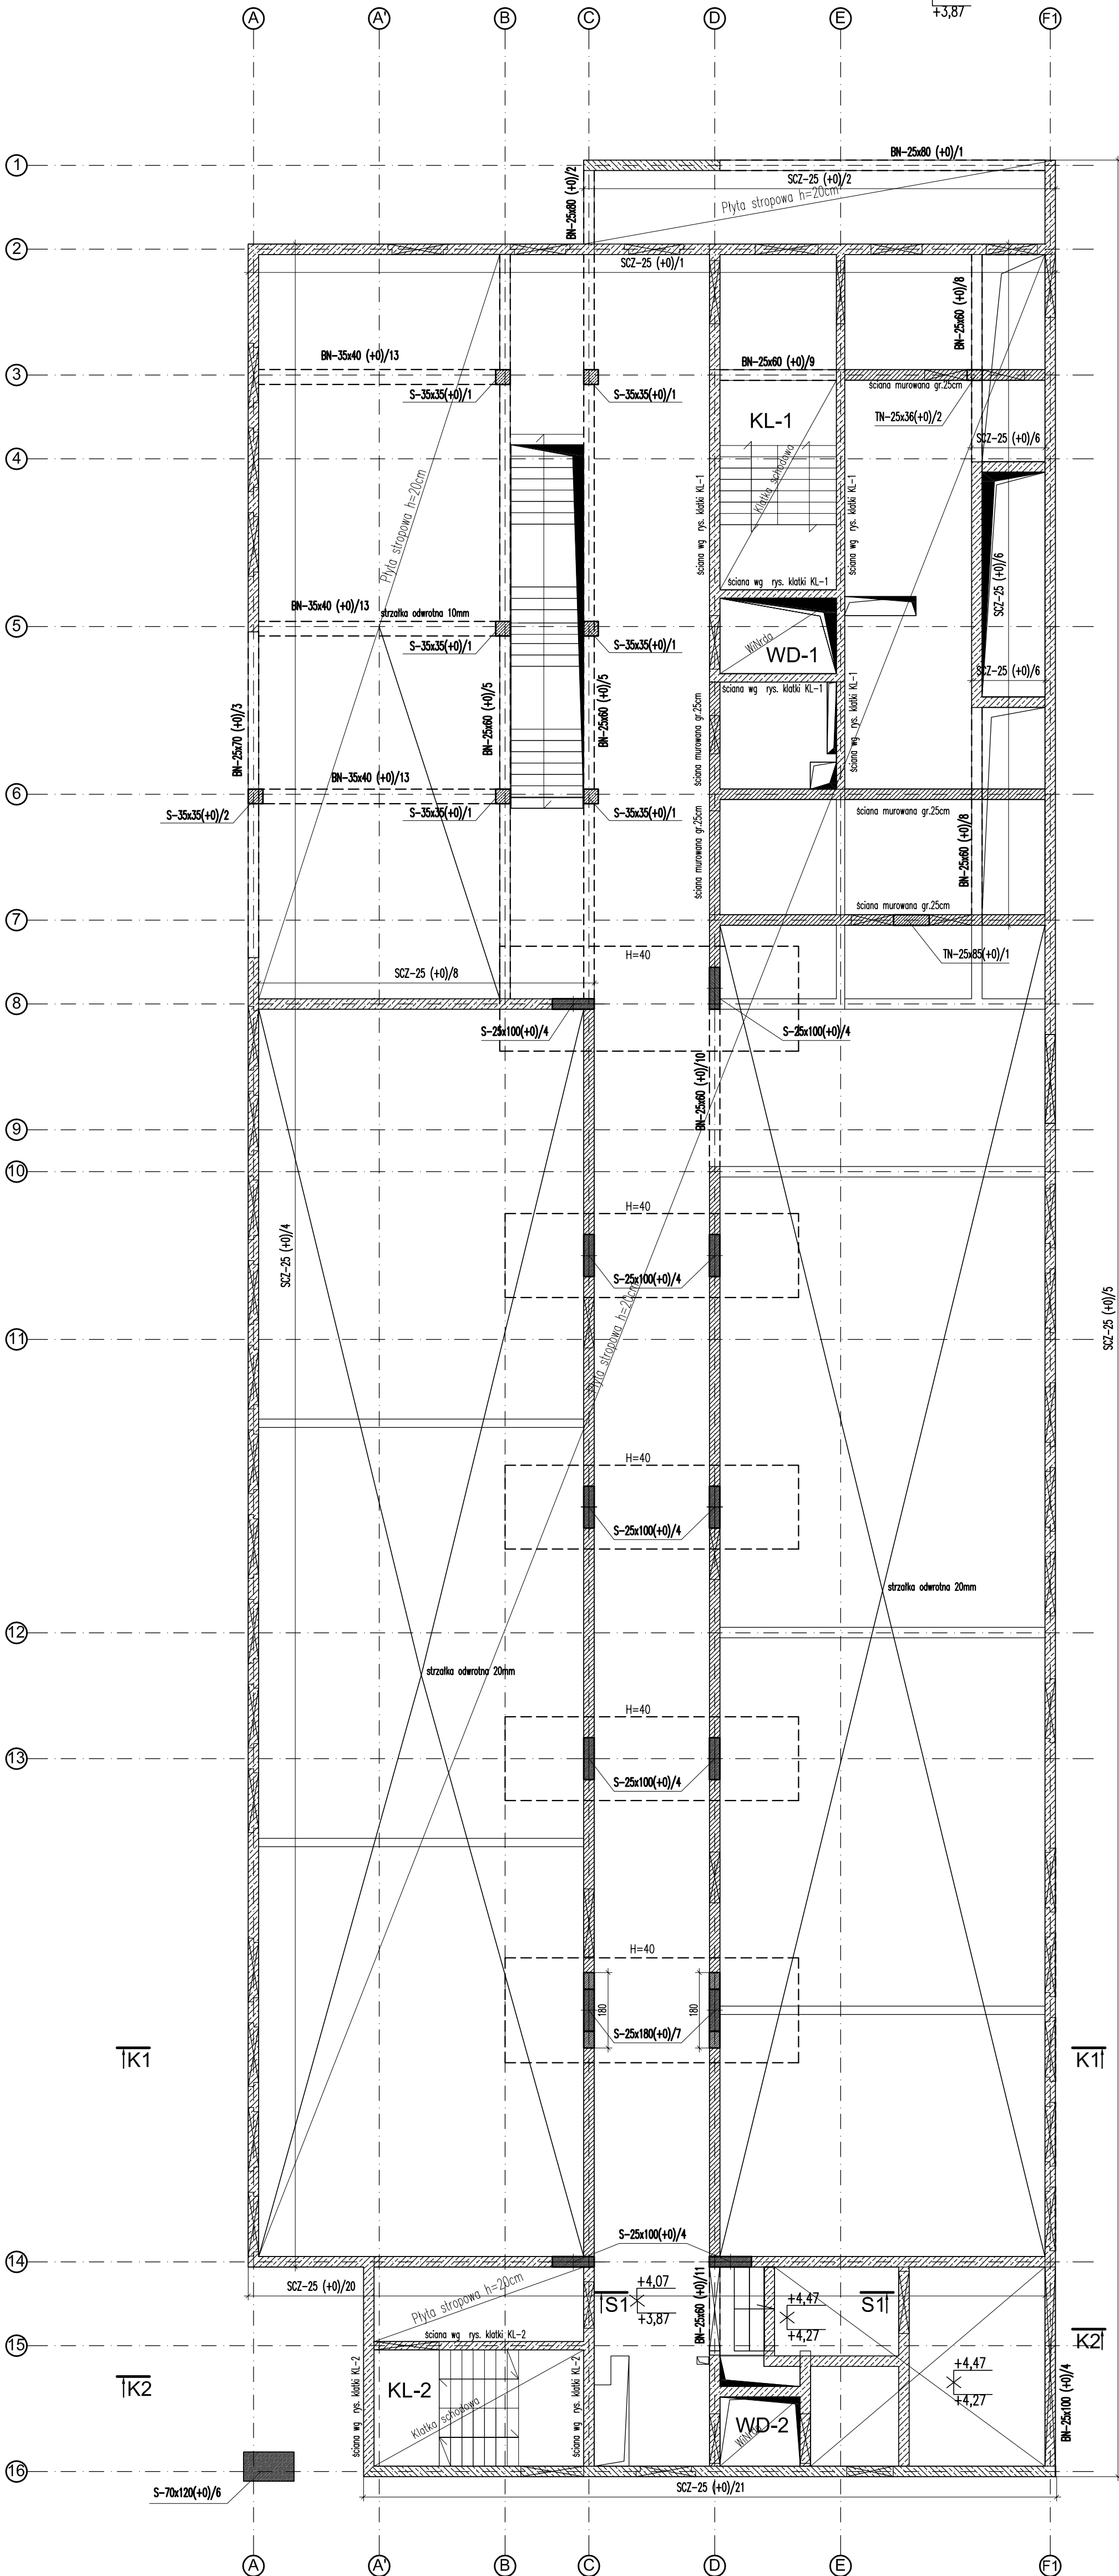 +3,87
A A' B C D E F1
1
BN-25x80 (+0)/1
SCZ-25 (+0)/2
Płyta stropowa h=20cm
BN-25x80 (+0)/2
2
SCZ-25 (+0)/1
BN-25x60 (+0)/8
BN-35x40 (+0)/13
BN-25x60 (+0)/9
3
ściana murowana gr.25cm
S-35x35(+0)/1
S-35x35(+0)/1
TN-25x36(+0)/2
KL-1
SCZ-25 (+0)/6
4
Klatka schodowa
Płyta stropowa h=20cm
ściana wg rys. klatki KL-1
ściana wg rys. klatki KL-1
SCZ-25 (+0)/6
BN-35x40 (+0)/13
ściana wg rys. klatki KL-1
strzałka odwrotna 10mm
5
S-35x35(+0)/1
S-35x35(+0)/1
WD-1
SCZ-25 (+0)/6
ściana wg rys. klatki KL-1
BN-25x70 (+0)/3
BN-25x60 (+0)/5
BN-25x60 (+0)/5
ściana murowana gr.25cm
ściana wg rys. klatki KL-1
BN-35x40 (+0)/13
6
S-35x35(+0)/2
S-35x35(+0)/1
S-35x35(+0)/1
ściana murowana gr.25cm
ściana murowana gr.25cm
BN-25x60 (+0)/8
ściana murowana gr.25cm
7
H=40
TN-25x85(+0)/1
SCZ-25 (+0)/8
8
S-25x100(+0)/4
S-25x100(+0)/4
BN-25x60 (+0)/10
9
10
H=40
SCZ-25 (+0)/4
S-25x100(+0)/4
Płyta stropowa h=20cm
SCZ-25 (+0)/5
11
H=40
S-25x100(+0)/4
strzałka odwrotna 20mm
12
strzałka odwrotna 20mm
H=40
13
S-25x100(+0)/4
H=40
180
180
S-25x180(+0)/7
K1
K1
S-25x100(+0)/4
14
SCZ-25 (+0)/20
Płyta stropowa h=20cm
S1
+4,07
+3,87
BN-25x60 (+0)/11
+4,47
+4,27
S1
ściana wg rys. klatki KL-2
15
K2
K2
KL-2
Klatka schodowa
ściana wg rys. klatki KL-2
ściana wg rys. klatki KL-2
+4,47
+4,27
BN-25x100 (+0)/4
WD-2
16
S-70x120(+0)/6
SCZ-25 (+0)/21
A A' B C D E F1